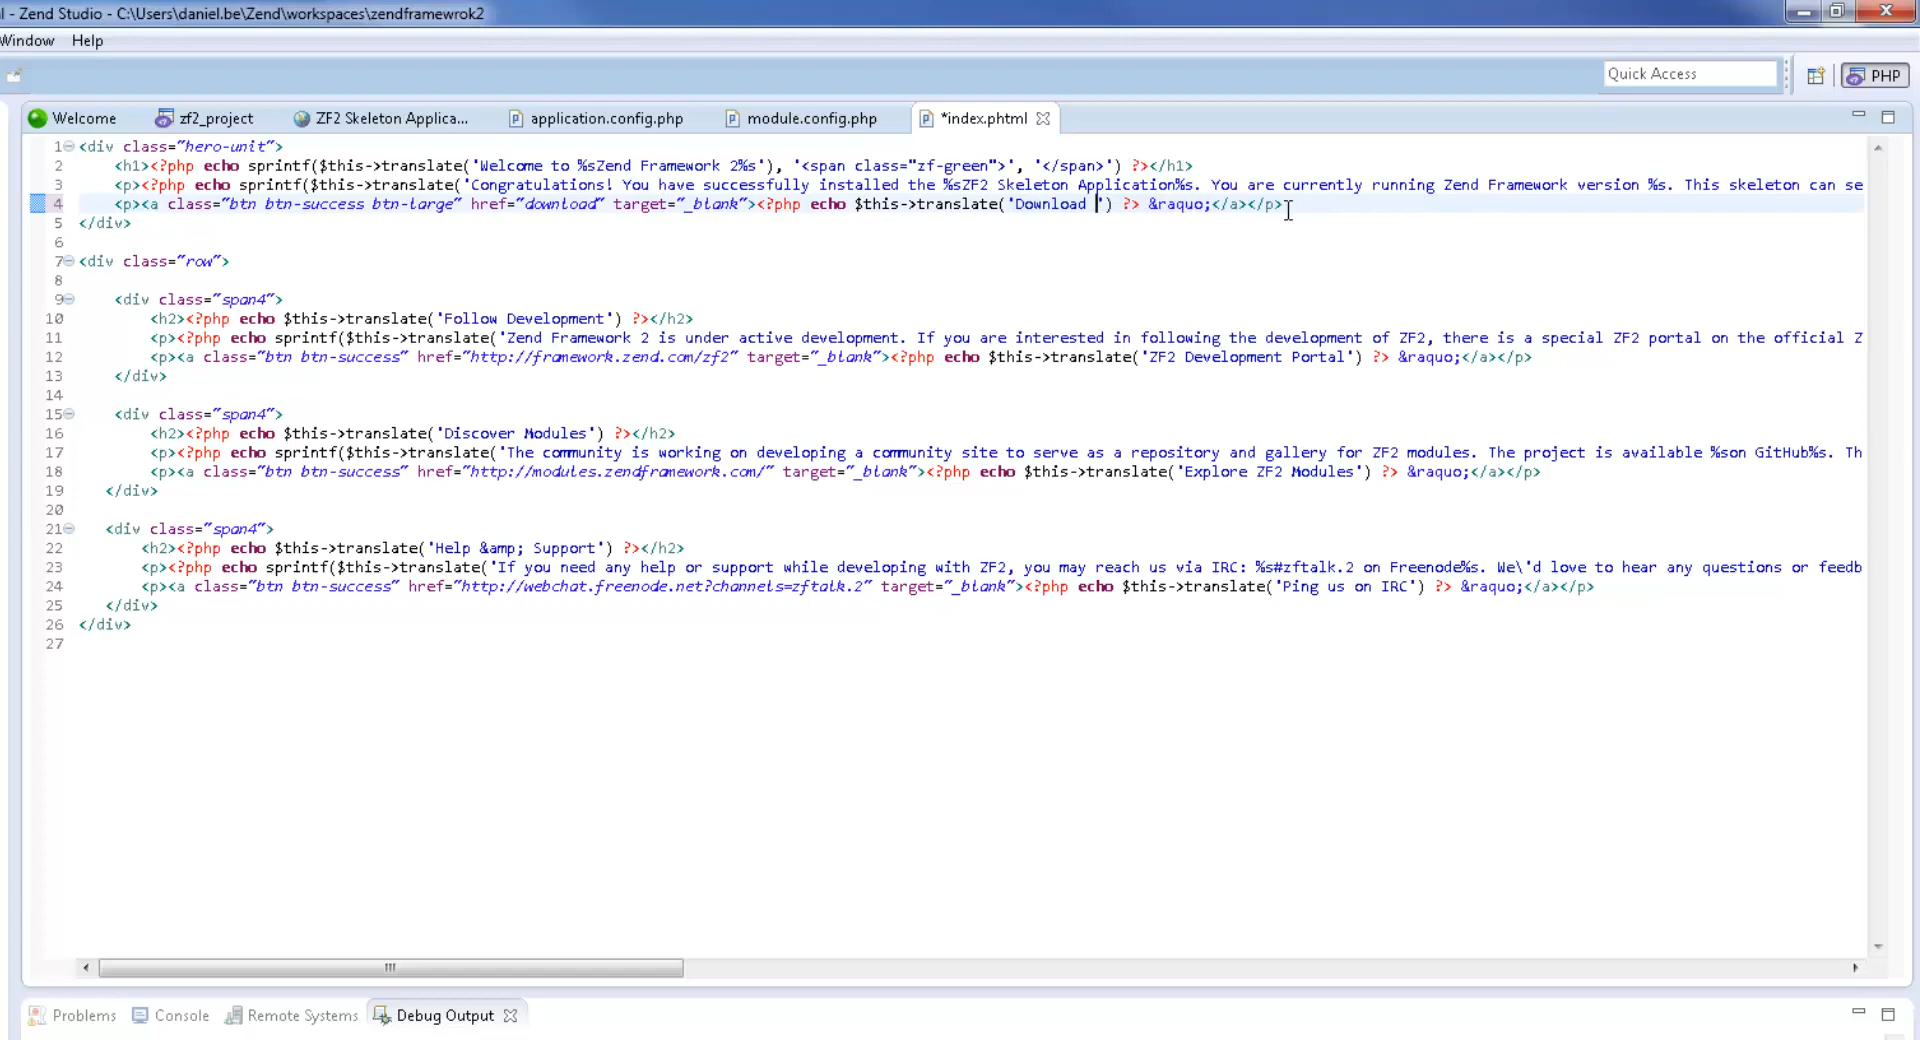 l - Zend Studio - C:\Users\daniel.be\Zend\workspaces\zendframewrok2
Window Help
Quick Access
PHP
Welcome zf2_project ZF2 Skeleton Applica... application.config.php module.config.php *index.phtml
1 <div class="hero-unit">
2 <h1><?php echo sprintf($this->translate('Welcome to %sZend Framework 2%s'), '<span class="zf-green">', '</span>') ?></h1>
3 <p><?php echo sprintf($this->translate('Congratulations! You have successfully installed the %sZF2 Skeleton Application%s. You are currently running Zend Framework version %s. This skeleton can se
4 <p><a class="btn btn-success btn-large" href="download" target="_blank"><?php echo $this->translate('Download ') ?> &raquo;</a></p>
5 </div>
6
7 <div class="row">
8
9 <div class="span4">
10 <h2><?php echo $this->translate('Follow Development') ?></h2>
11 <p><?php echo sprintf($this->translate('Zend Framework 2 is under active development. If you are interested in following the development of ZF2, there is a special ZF2 portal on the official Z
12 <p><a class="btn btn-success" href="http://framework.zend.com/zf2" target="_blank"><?php echo $this->translate('ZF2 Development Portal') ?> &raquo;</a></p>
13 </div>
14
15 <div class="span4">
16 <h2><?php echo $this->translate('Discover Modules') ?></h2>
17 <p><?php echo sprintf($this->translate('The community is working on developing a community site to serve as a repository and gallery for ZF2 modules. The project is available %son GitHub%s. Th
18 <p><a class="btn btn-success" href="http://modules.zendframework.com/" target="_blank"><?php echo $this->translate('Explore ZF2 Modules') ?> &raquo;</a></p>
19 </div>
20
21 <div class="span4">
22 <h2><?php echo $this->translate('Help &amp; Support') ?></h2>
23 <p><?php echo sprintf($this->translate('If you need any help or support while developing with ZF2, you may reach us via IRC: %s#zftalk.2 on Freenode%s. We\'d love to hear any questions or feedb
24 <p><a class="btn btn-success" href="http://webchat.freenode.net?channels=zftalk.2" target="_blank"><?php echo $this->translate('Ping us on IRC') ?> &raquo;</a></p>
25 </div>
26 </div>
27
Problems Console Remote Systems Debug Output